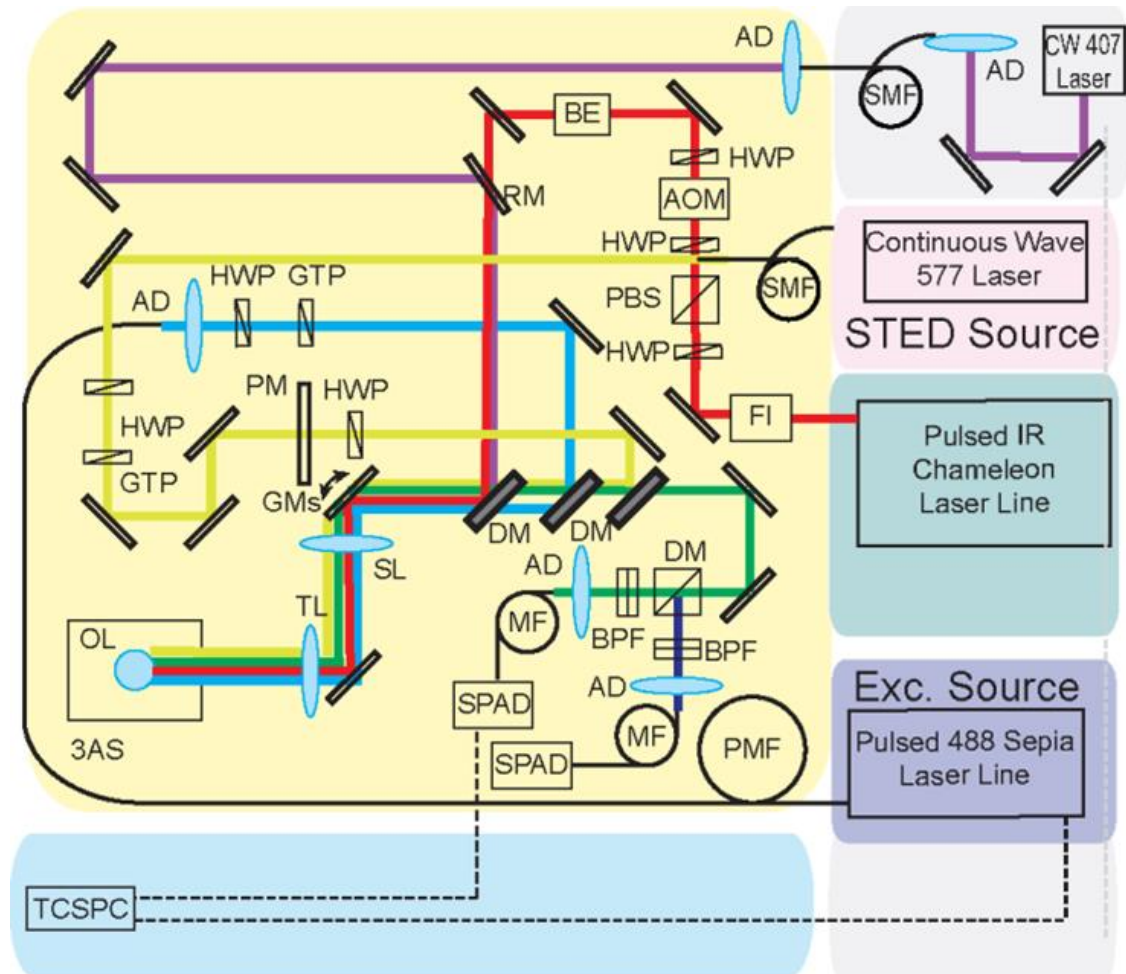 AD
AD
CW 407
Laser
SMF
BE
HWP
RM
AOM
HWP
Continuous Wave
577 Laser
SMF
HWP
GTP
AD
PBS
STED Source
HWP
PM
HWP
FI
Pulsed IR
Chameleon
Laser Line
HWP
GTP
GMs
DM
DM
DM
SL
AD
TL
MF
BPF
BPF
OL
AD
Exc. Source
SPAD
MF
PMF
Pulsed 488 Sepia
Laser Line
3AS
SPAD
TCSPC